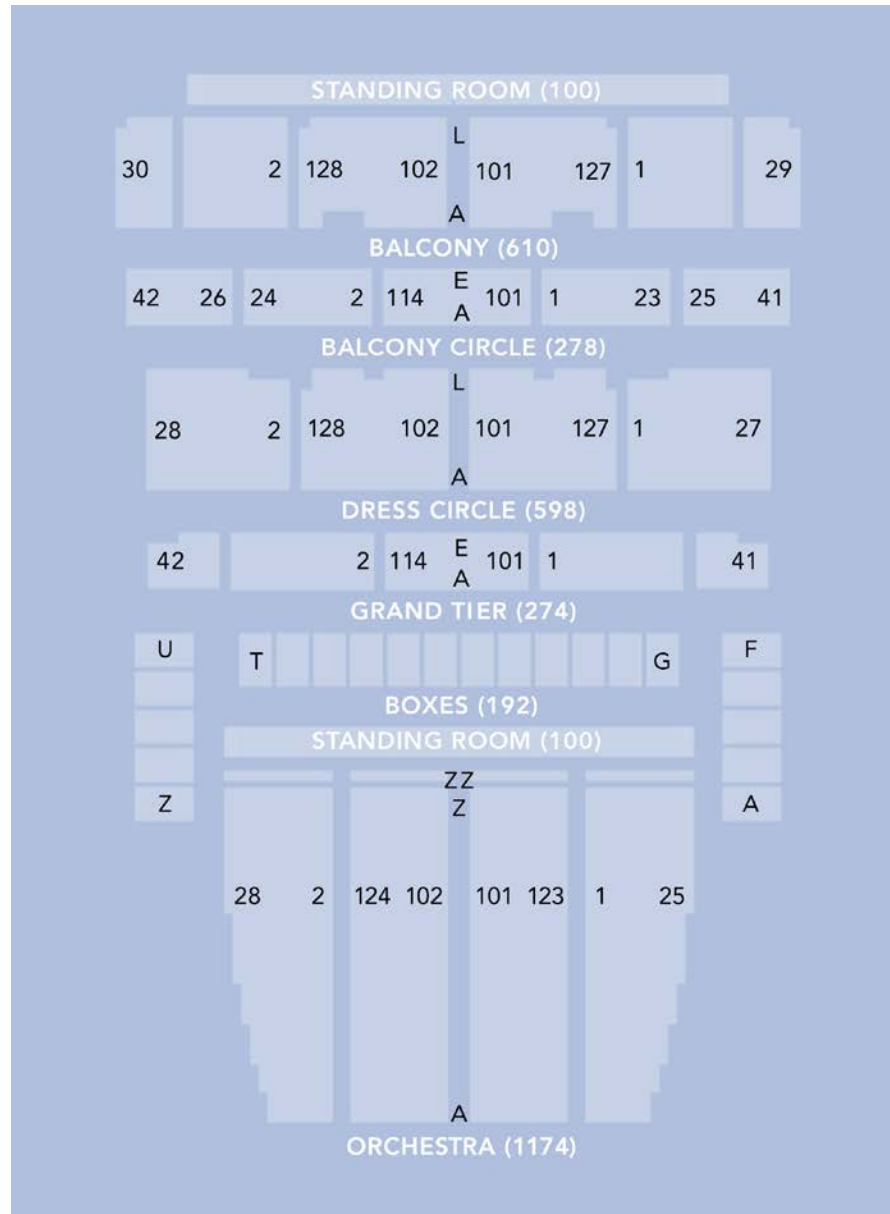 STANDING ROOM (100)
L
30 2 128 102 101 127 1 29
A
BALCONY (610)
E
42 26 24 2 114 101 1 23 25 41
A
BALCONY CIRCLE (278)
L
28 2 128 102 101 127 1 27
A
DRESS CIRCLE (598)
E
42 2 114 101 1 41
A
GRAND TIER (274)
U T G F
BOXES (192)
STANDING ROOM (100)
ZZ
Z Z A
28 2 124 102 101 123 1 25
A
ORCHESTRA (1174)